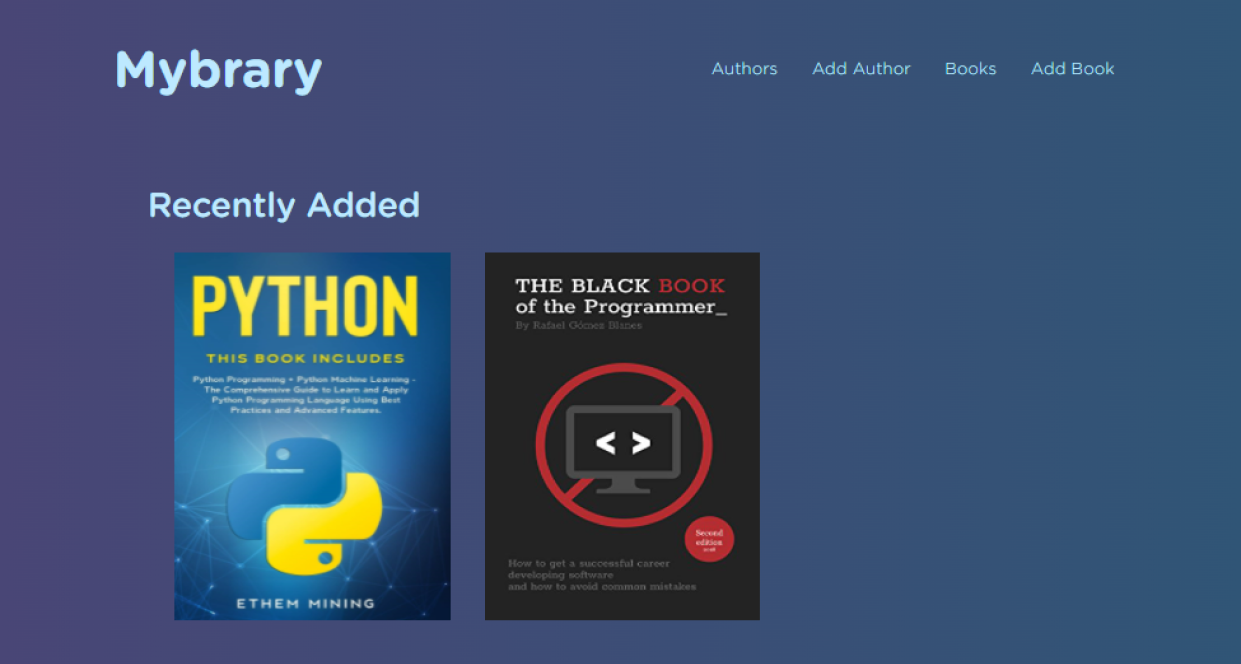 Mybrary
Authors
Add Author
Books
Add Book
Recently Added
PYTHON
THIS BOOK INCLUDES
Python Programming + Python Machine Learning -
The Comprehensive Guide to Learn and Apply
Python Programming Language Using Best
Practices and Advanced Features.
ETHEM MINING
THE BLACK BOOK
of the Programmer_
By Rafael Gómes Blanes
< >
Second
edition
How to get a successful career
developing software
and how to avoid common mistakes